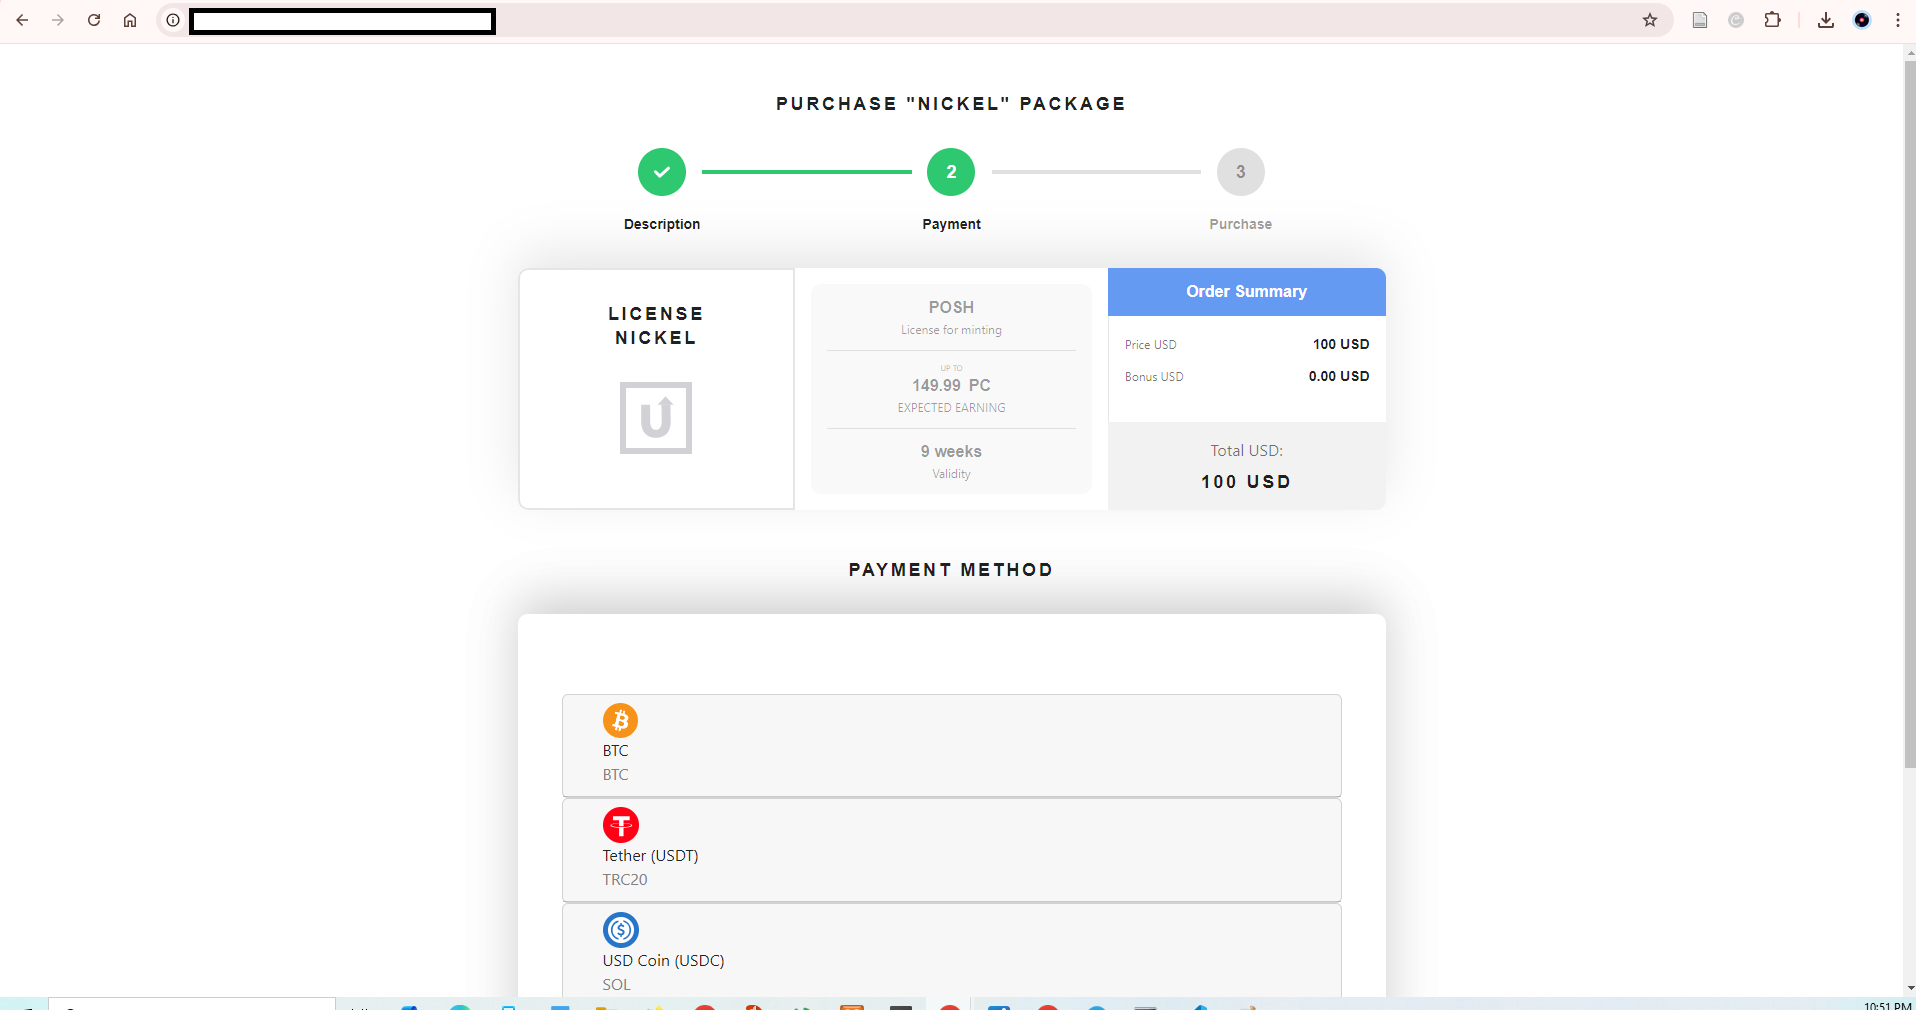 PURCHASE "NICKEL" PACKAGE
2
3
Description
Payment
Purchase
LICENSE
NICKEL
POSH
License for minting
UP TO
149.99 PC
EXPECTED EARNING
9 weeks
Validity
Order Summary
Price USD 100 USD
Bonus USD 0.00 USD
Total USD:
100 USD
PAYMENT METHOD
BTC
BTC
Tether (USDT)
TRC20
USD Coin (USDC)
SOL
10:51 PM